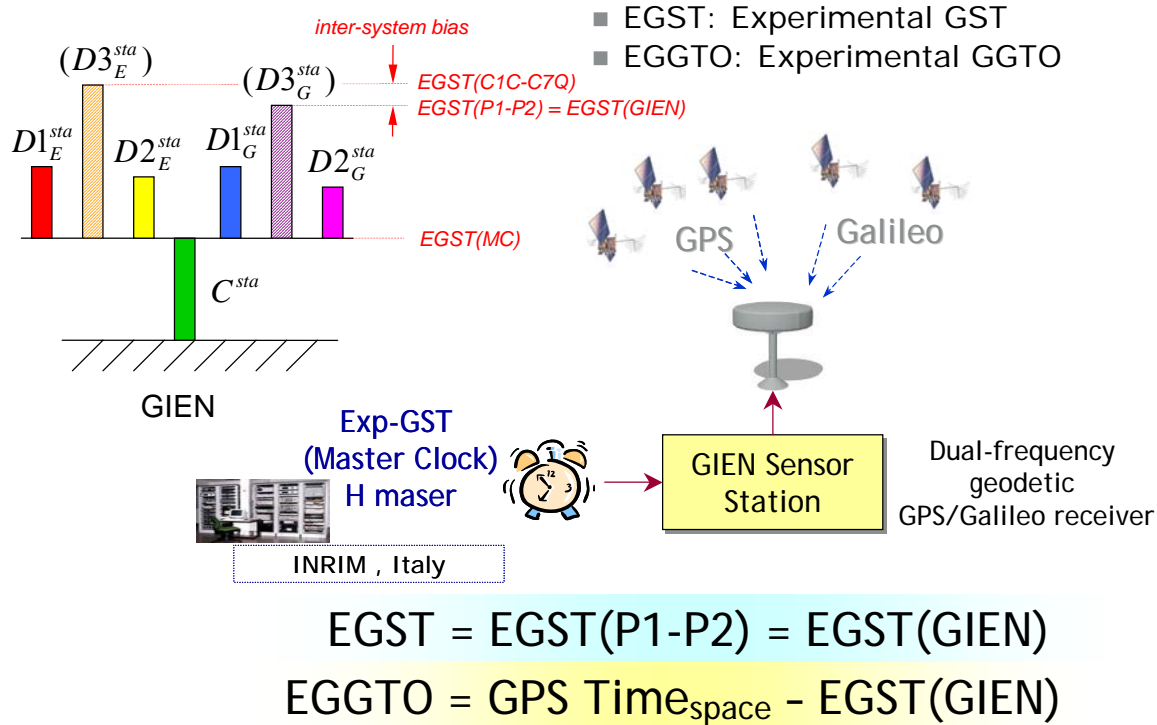 inter-system bias
(D3_E^sta)
(D3_G^sta)
EGST(C1C-C7Q)
EGST(P1-P2) = EGST(GIEN)
D1_E^sta
D2_E^sta
D1_G^sta
D2_G^sta
EGST(MC)
C^sta
GIEN
■ EGST: Experimental GST
■ EGGTO: Experimental GGTO
GPS
Galileo
Exp-GST
(Master Clock)
H maser
12
3
INRIM , Italy
GIEN Sensor
Station
Dual-frequency
geodetic
GPS/Galileo receiver
EGST = EGST(P1-P2) = EGST(GIEN)
EGGTO = GPS Time_space - EGST(GIEN)